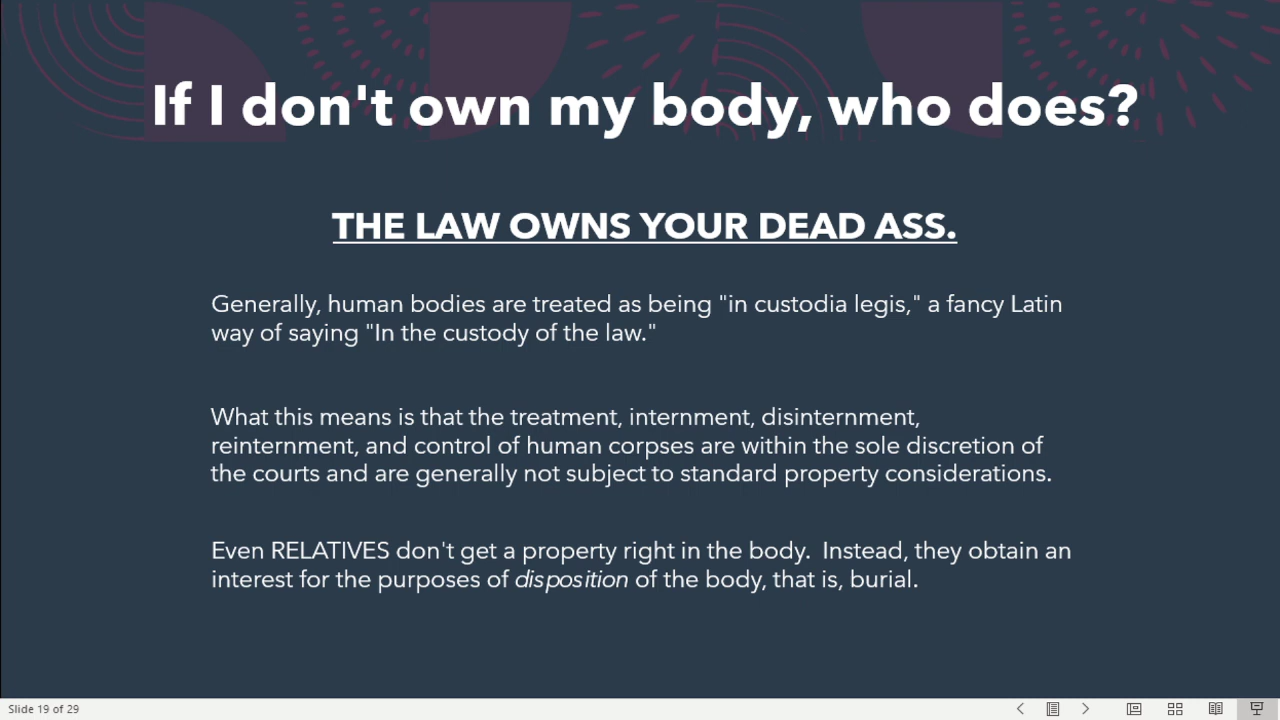 If I don't own my body, who does?
THE LAW OWNS YOUR DEAD ASS.
Generally, human bodies are treated as being "in custodia legis," a fancy Latin
way of saying "In the custody of the law."
What this means is that the treatment, internment, disinternment,
reinternment, and control of human corpses are within the sole discretion of
the courts and are generally not subject to standard property considerations.
Even RELATIVES don't get a property right in the body.  Instead, they obtain an
interest for the purposes of disposition of the body, that is, burial.
Slide 19 of 29